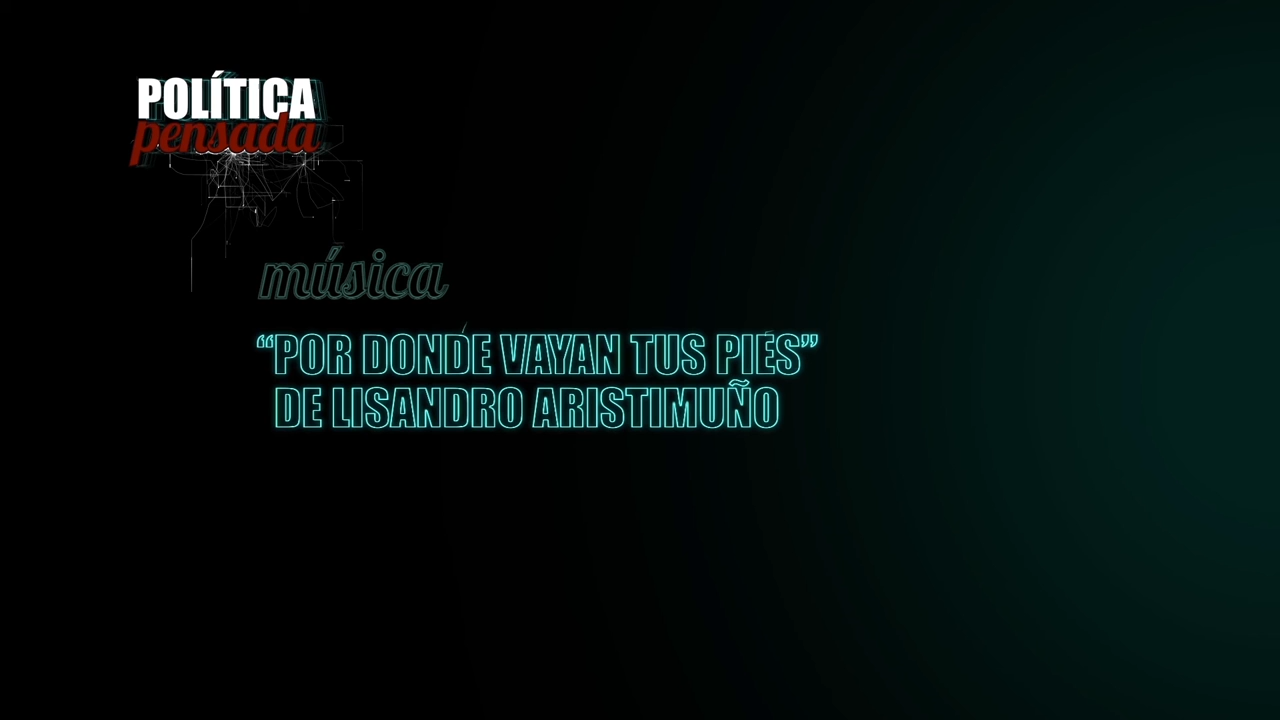 POLÍTICA
pensada
música
“POR DONDE VAYAN TUS PIES”
DE LISANDRO ARISTIMUÑO